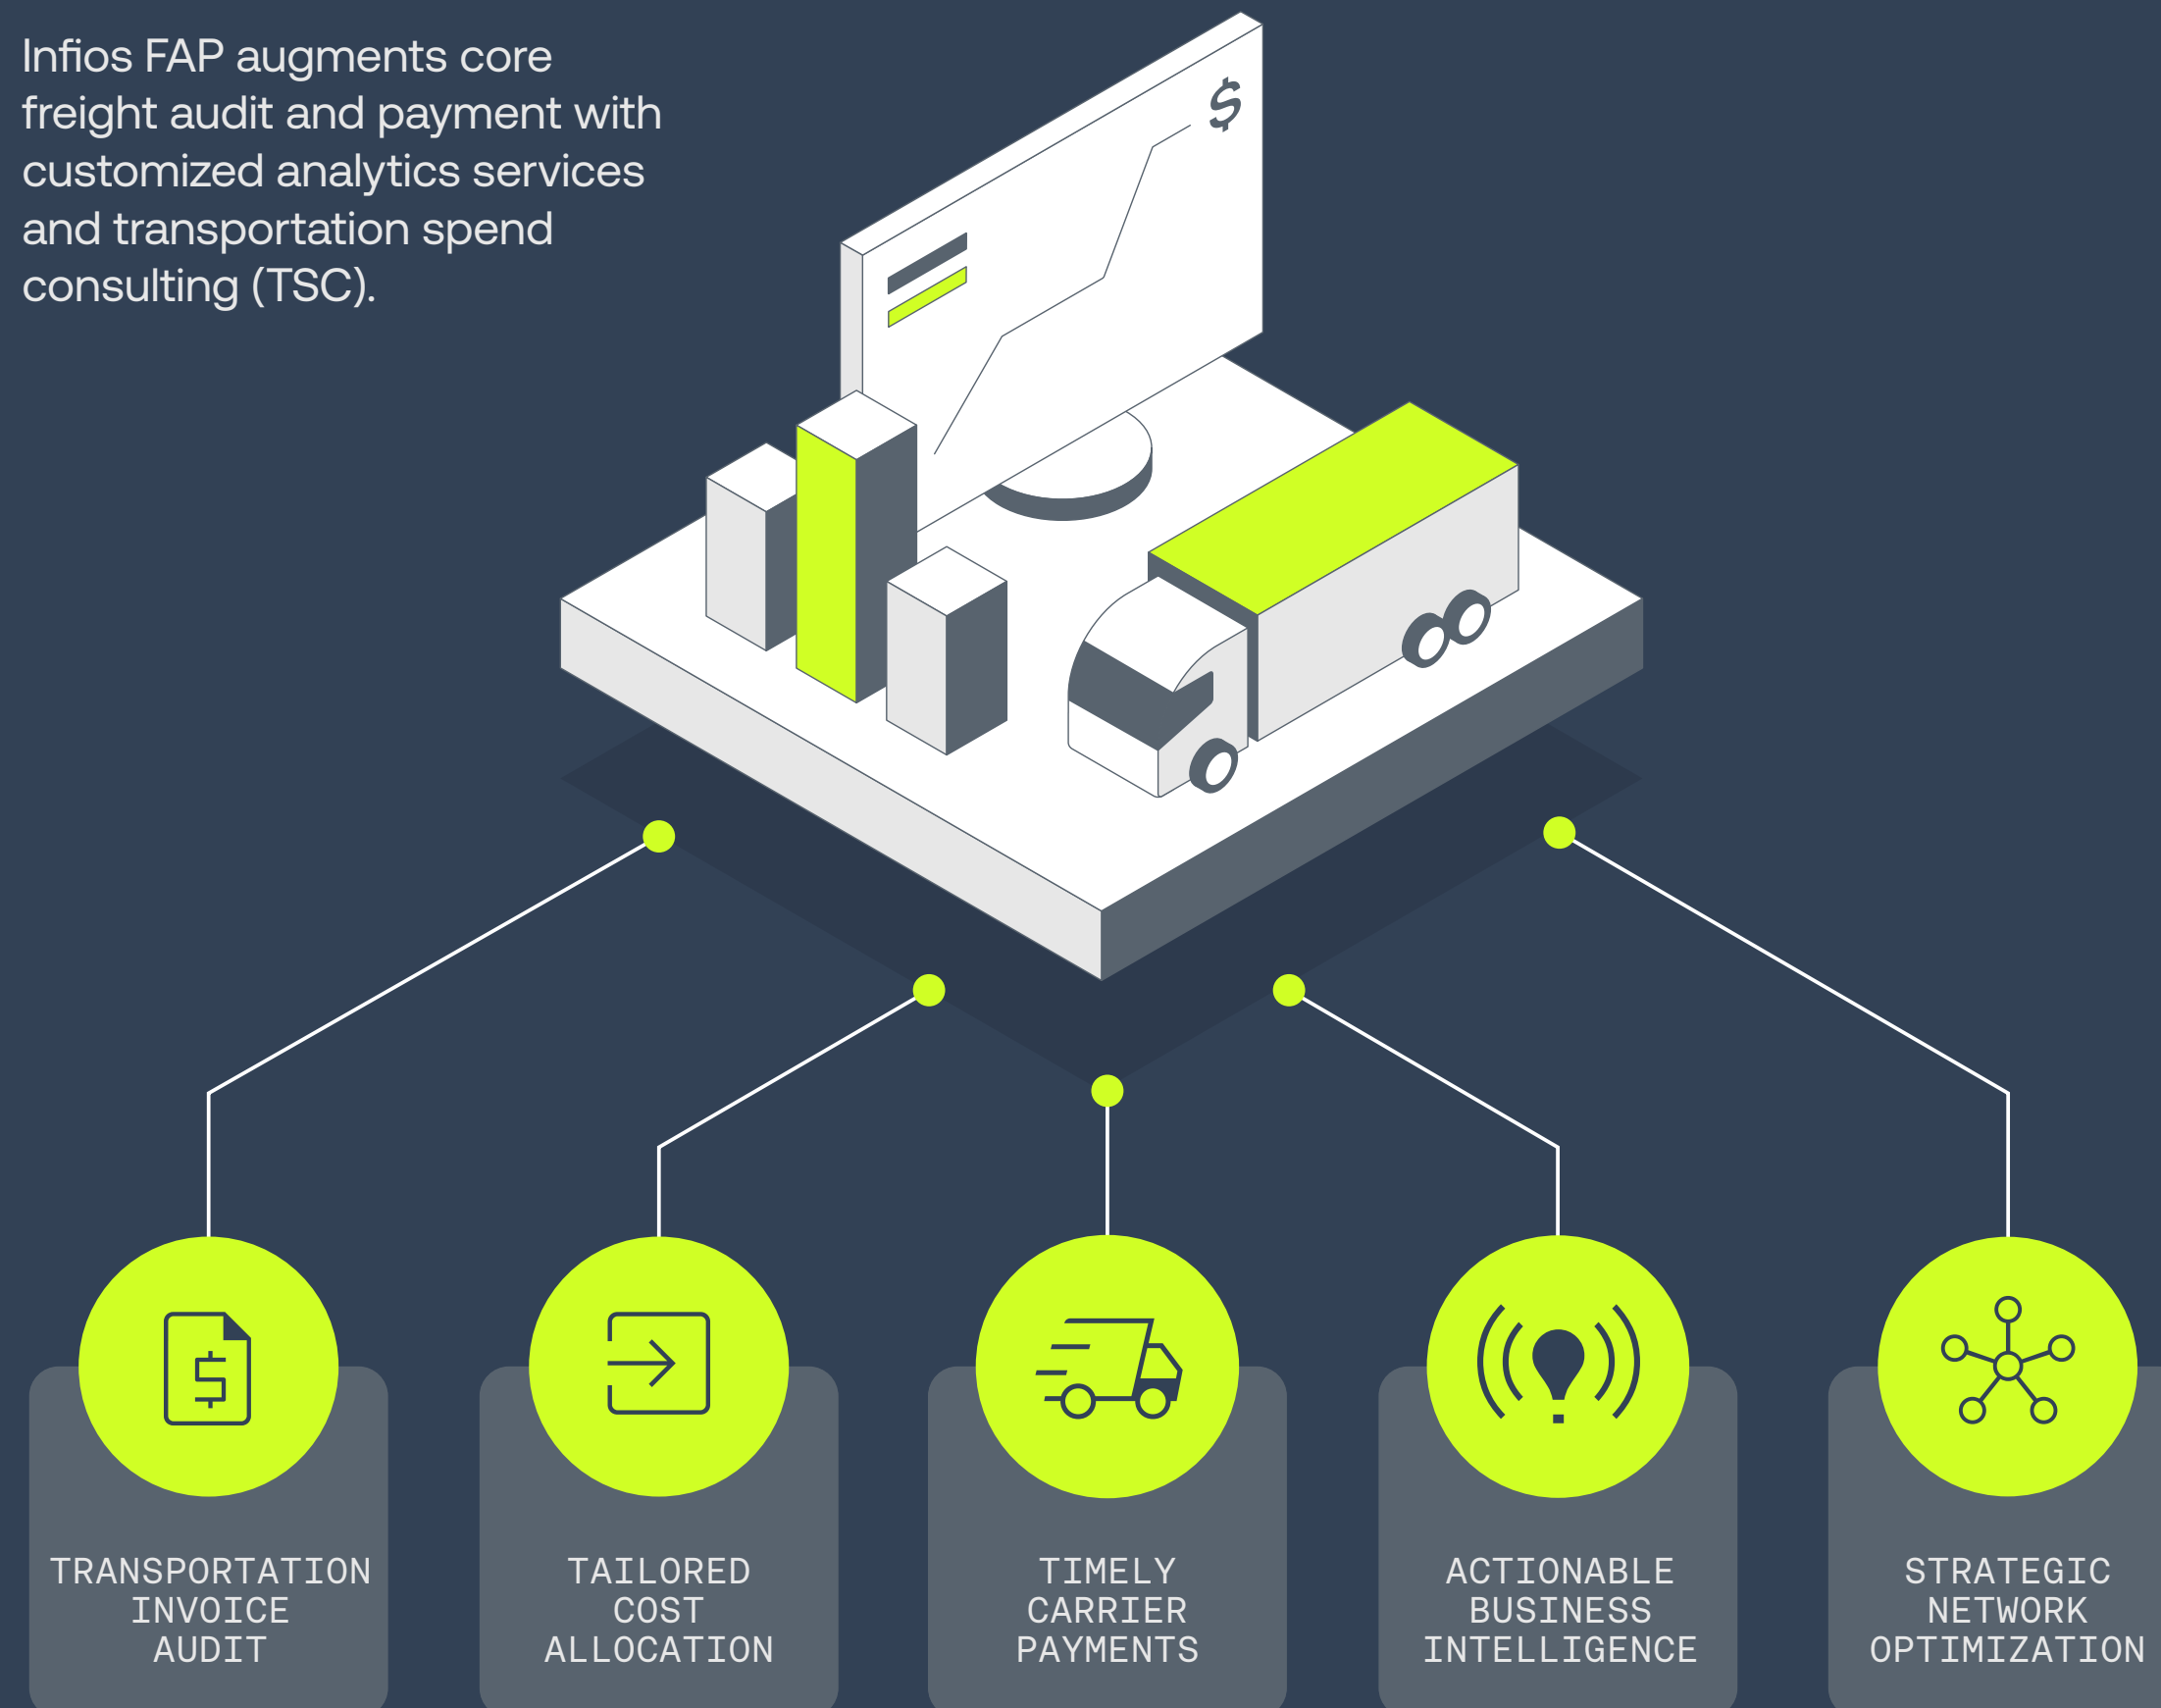 Infios FAP augments core
freight audit and payment with
customized analytics services
and transportation spend
consulting (TSC).
$
TRANSPORTATION
INVOICE
AUDIT
TAILORED
COST
ALLOCATION
TIMELY
CARRIER
PAYMENTS
ACTIONABLE
BUSINESS
INTELLIGENCE
STRATEGIC
NETWORK
OPTIMIZATION